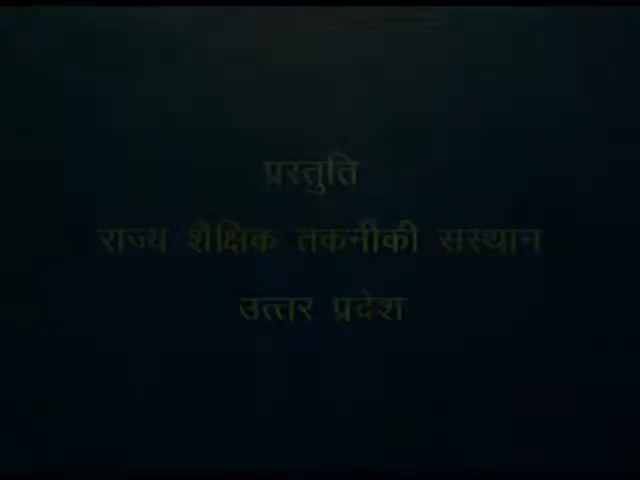 प्रस्तुति
राज्य शैक्षिक तकनीकी संस्थान
उत्तर प्रदेश